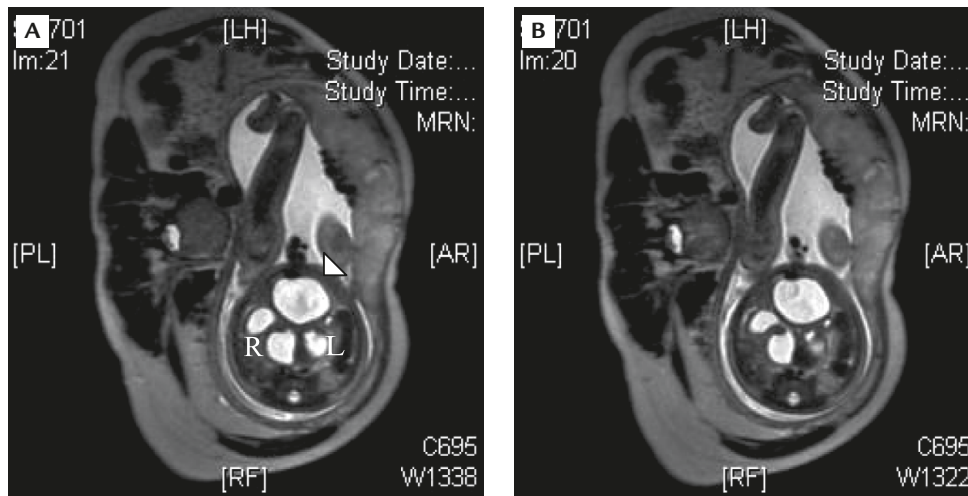 A
701
Im:21
[LH]
Study Date:...
Study Time:...
MRN:
[PL]
[AR]
R
L
[RF]
C695
W1338
B
701
Im:20
[LH]
Study Date:...
Study Time:...
MRN:
[PL]
[AR]
[RF]
C695
W1322